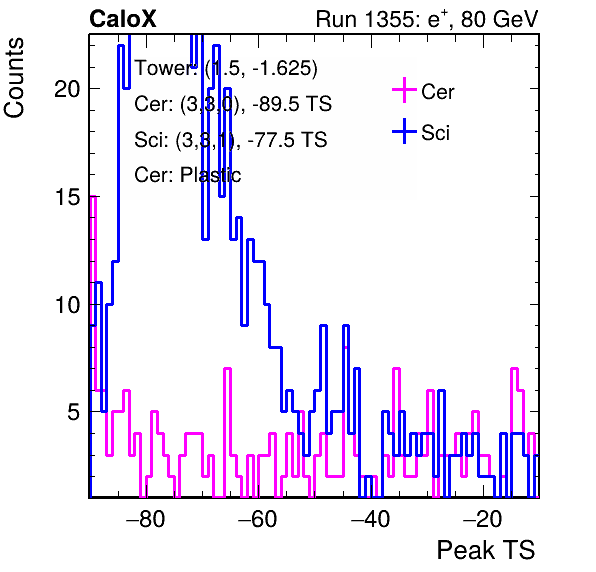 CaloX Run 1355: e+, 80 GeV
Counts
Tower: (1.5, -1.625)
Cer: (3,3,0), -89.5 TS
Sci: (3,3,1), -77.5 TS
Cer: Plastic
Cer
Sci
20
15
10
5
−80 −60 −40 −20
Peak TS